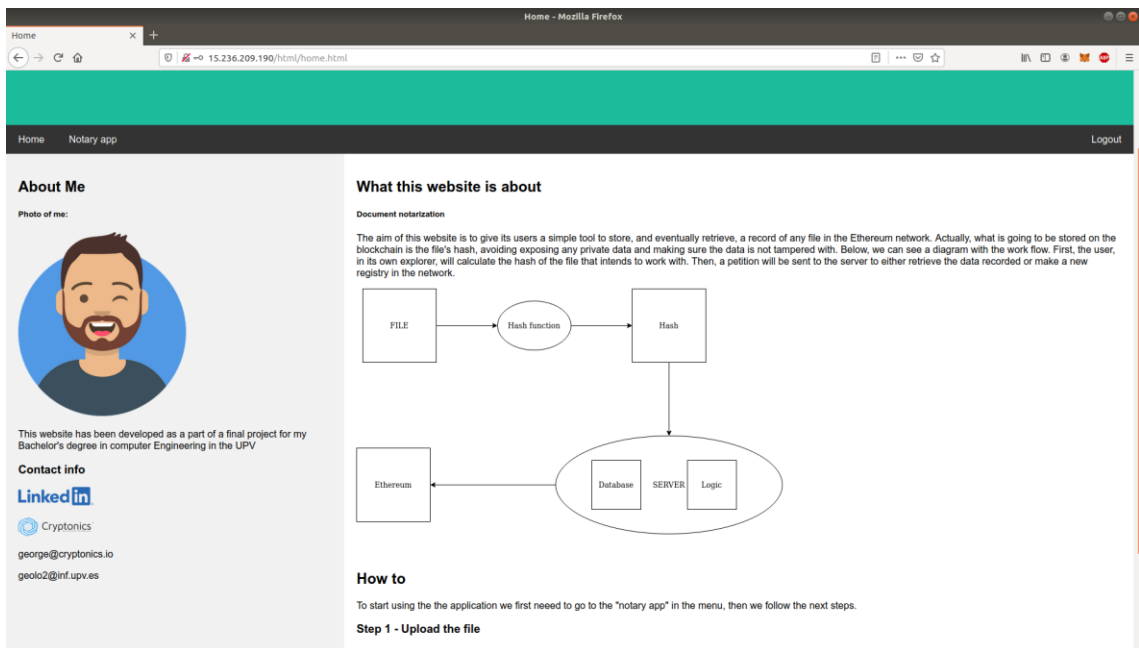 Home - Mozilla Firefox
Home
15.236.209.190/html/home.html
ABP
Home Notary app Logout
About Me
Photo of me:
This website has been developed as a part of a final project for my
Bachelor's degree in computer Engineering in the UPV
Contact info
Linked in
Cryptonics
george@cryptonics.io
geolo2@inf.upv.es
What this website is about
Document notarization
The aim of this website is to give its users a simple tool to store, and eventually retrieve, a record of any file in the Ethereum network. Actually, what is going to be stored on the
blockchain is the file's hash, avoiding exposing any private data and making sure the data is not tampered with. Below, we can see a diagram with the work flow. First, the user,
in its own explorer, will calculate the hash of the file that intends to work with. Then, a petition will be sent to the server to either retrieve the data recorded or make a new
registry in the network.
FILE
Hash function
Hash
Ethereum
Database
SERVER
Logic
How to
To start using the the application we first neeed to go to the "notary app" in the menu, then we follow the next steps.
Step 1 - Upload the file